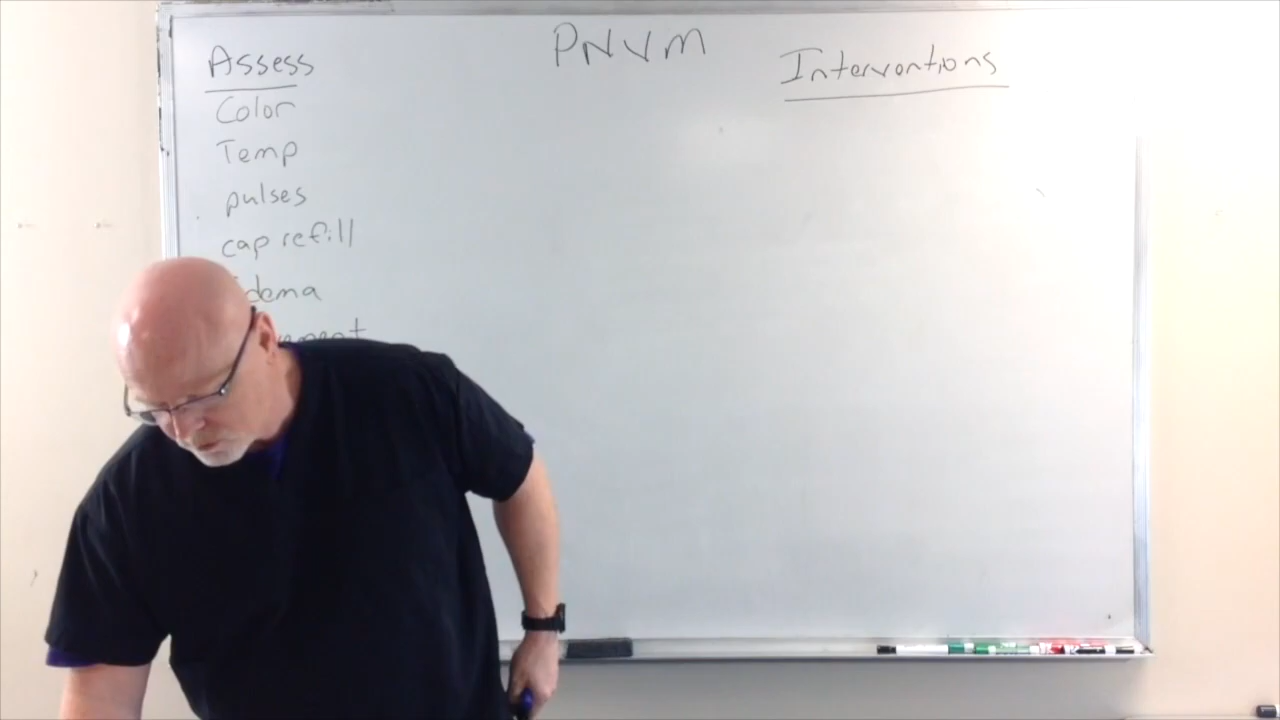 PNVM
Assess
Color
Temp
pulses
cap refill
Interventions